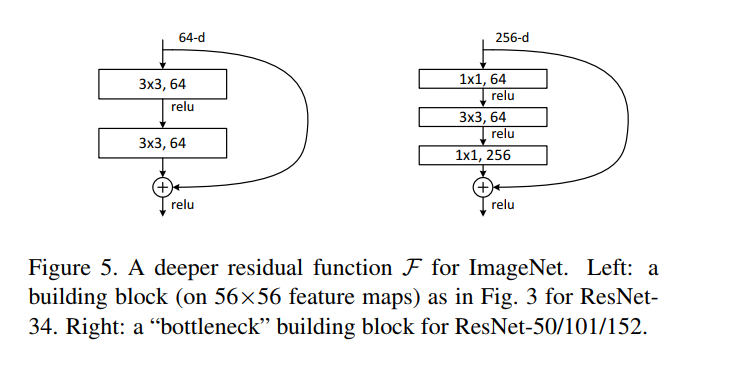 64-d
3x3, 64
relu
3x3, 64
+
relu
256-d
1x1, 64
relu
3x3, 64
relu
1x1, 256
+
relu
Figure 5. A deeper residual function F for ImageNet. Left: a
building block (on 56×56 feature maps) as in Fig. 3 for ResNet-
34. Right: a “bottleneck” building block for ResNet-50/101/152.